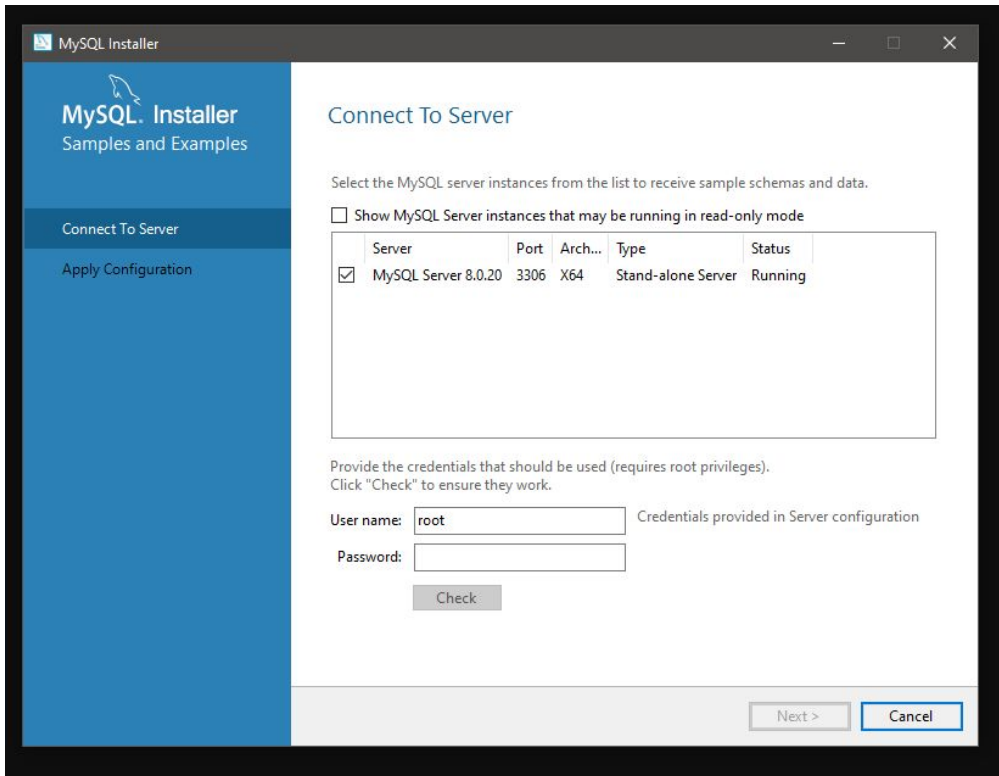 MySQL Installer
MySQL. Installer
Samples and Examples
Connect To Server
Apply Configuration
Connect To Server
Select the MySQL server instances from the list to receive sample schemas and data.
Show MySQL Server instances that may be running in read-only mode
Server Port Arch... Type Status
MySQL Server 8.0.20 3306 X64 Stand-alone Server Running
Provide the credentials that should be used (requires root privileges).
Click "Check" to ensure they work.
User name: root Credentials provided in Server configuration
Password:
Check
Next > Cancel